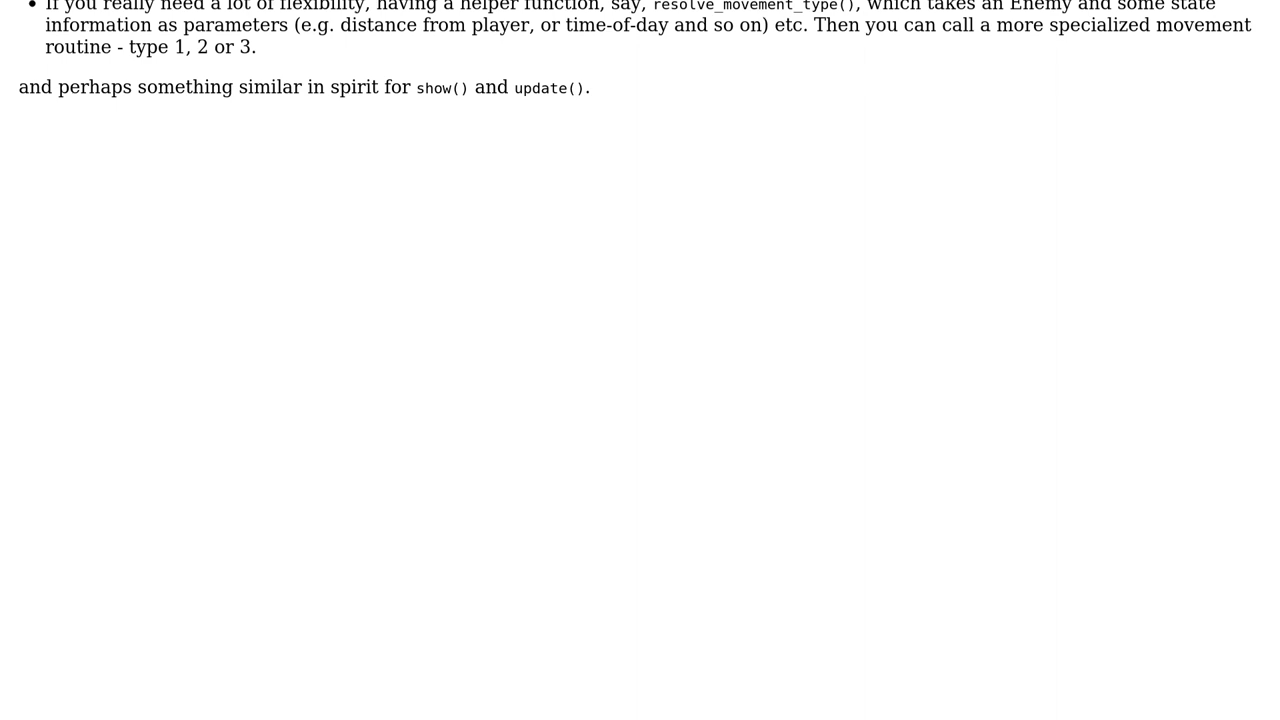 • If you really need a lot of flexibility, having a helper function, say, resolve_movement_type(), which takes an Enemy and some state
information as parameters (e.g. distance from player, or time-of-day and so on) etc. Then you can call a more specialized movement
routine - type 1, 2 or 3.
and perhaps something similar in spirit for show() and update().